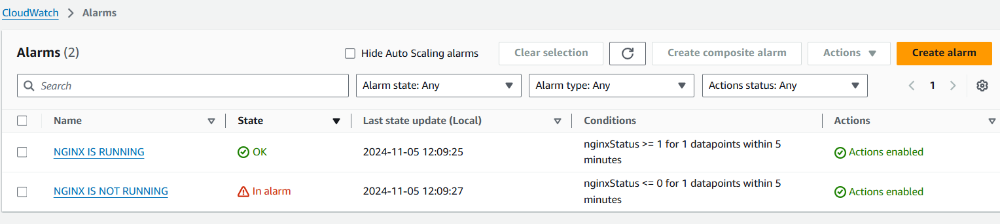 CloudWatch > Alarms
Alarms (2)
Hide Auto Scaling alarms
Clear selection
Create composite alarm
Actions
Create alarm
Search
Alarm state: Any
Alarm type: Any
Actions status: Any
1
Name State Last state update (Local) Conditions Actions
NGINX IS RUNNING OK 2024-11-05 12:09:25 nginxStatus >= 1 for 1 datapoints within 5
minutes
Actions enabled
NGINX IS NOT RUNNING In alarm 2024-11-05 12:09:27 nginxStatus <= 0 for 1 datapoints within 5
minutes
Actions enabled